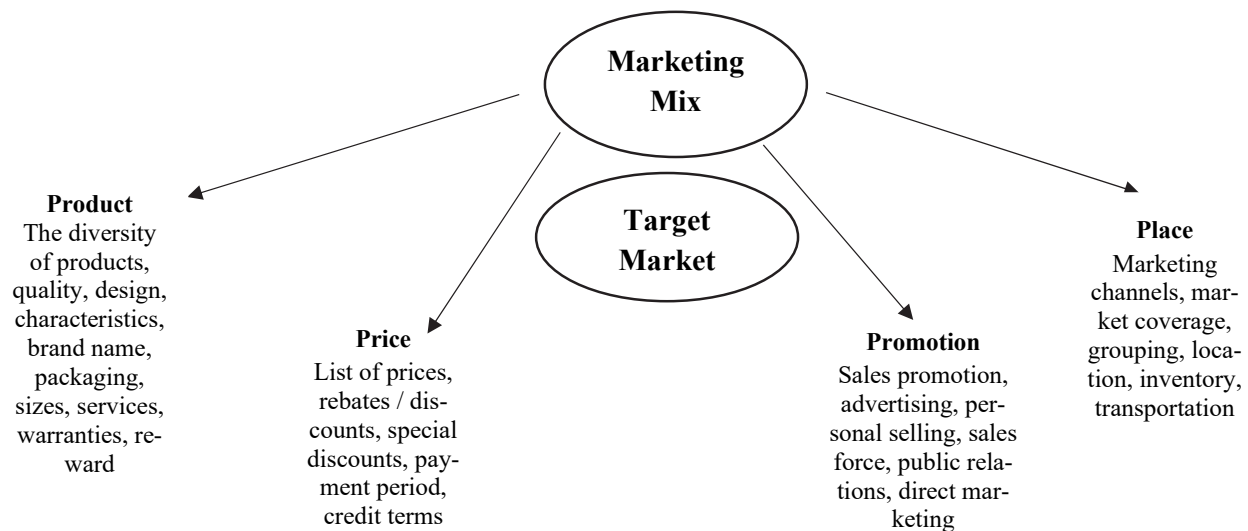 Marketing
Mix
Target
Market
Product
The diversity
of products,
quality, design,
characteristics,
brand name,
packaging,
sizes, services,
warranties, re-
ward
Price
List of prices,
rebates / dis-
counts, special
discounts, pay-
ment period,
credit terms
Promotion
Sales promotion,
advertising, per-
sonal selling, sales
force, public rela-
tions, direct mar-
keting
Place
Marketing
channels, mar-
ket coverage,
grouping, loca-
tion, inventory,
transportation